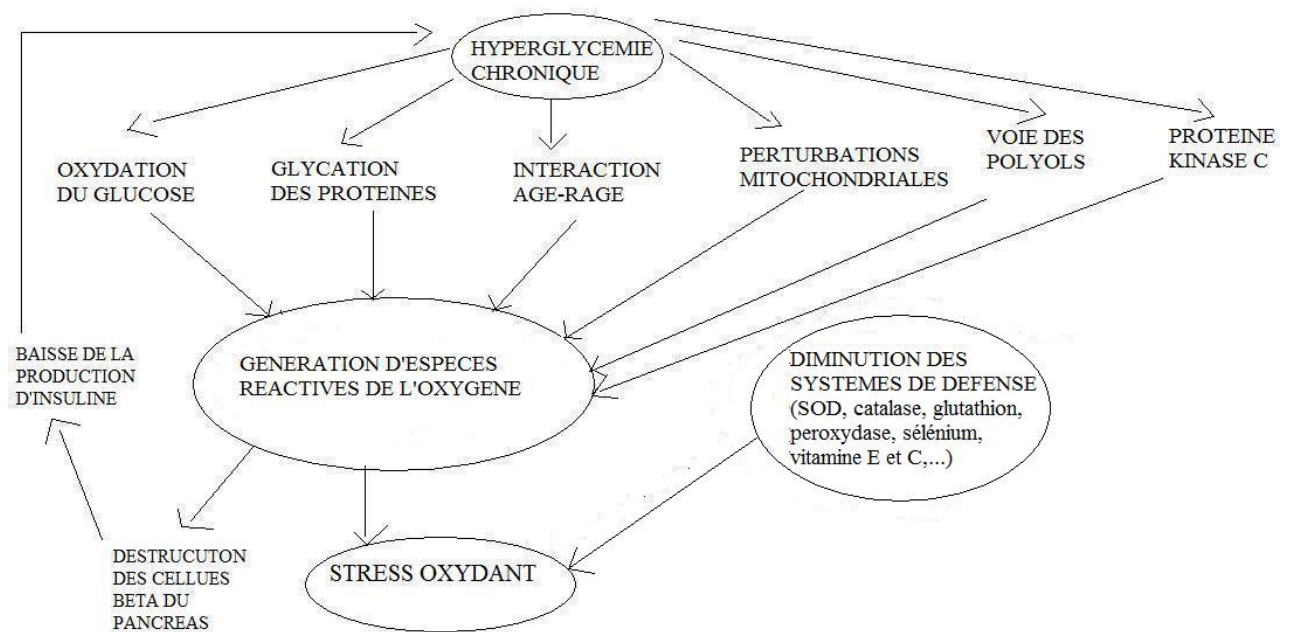 HYPERGLYCEMIE
CHRONIQUE
OXYDATION
DU GLUCOSE
GLYCATION
DES PROTEINES
INTERACTION
AGE-RAGE
PERTURBATIONS
MITOCHONDRIALES
VOIE DES
POLYOLS
PROTEINE
KINASE C
BAISSE DE LA
PRODUCTION
D'INSULINE
GENERATION D'ESPECES
REACTIVES DE L'OXYGENE
DIMINUTION DES
SYSTEMES DE DEFENSE
(SOD, catalase, glutathion,
peroxydase, sélénium,
vitamine E et C,...)
DESTRUCUTON
DES CELLUES
BETA DU
PANCREAS
STRESS OXYDANT